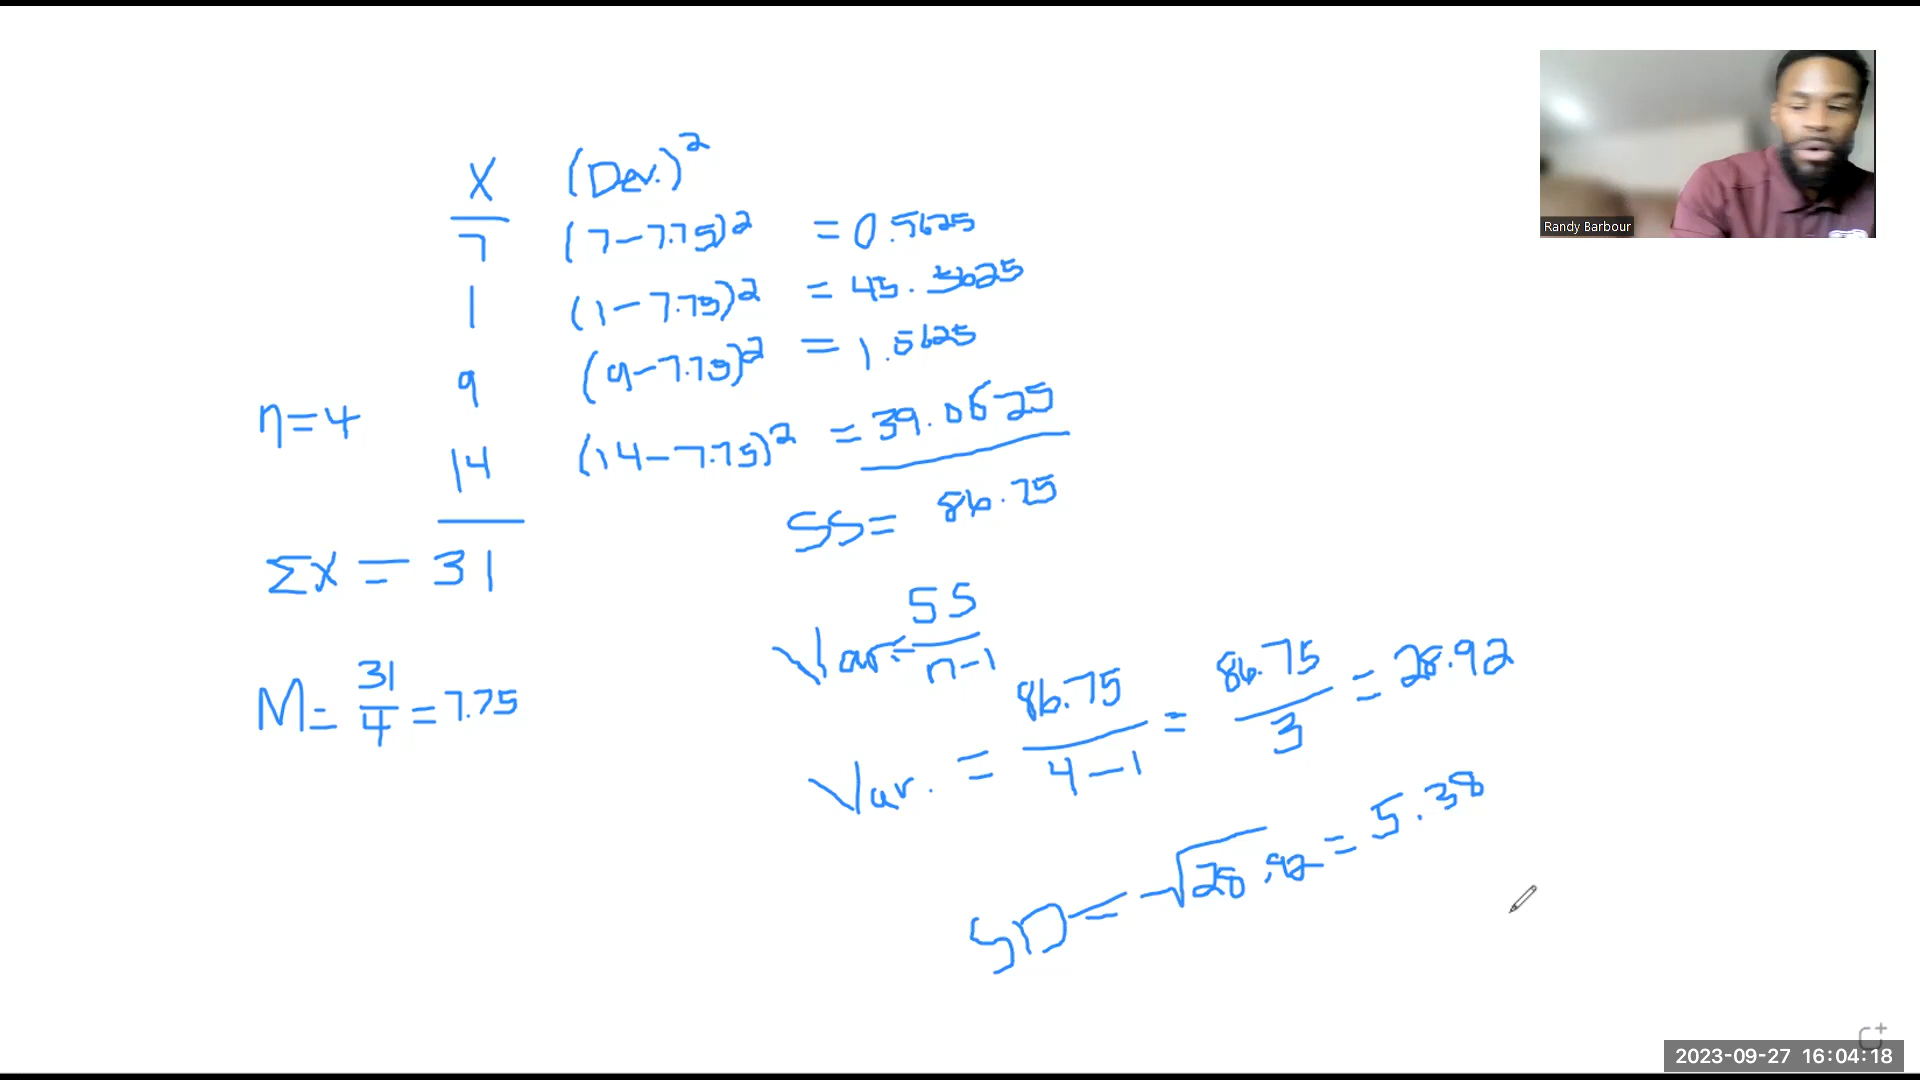 X (Dev.)²
7 (7-7.75)² = 0.5625
1 (1-7.75)² = 45.5625
9 (9-7.75)² = 1.5625
n=4
14 (14-7.75)² = 39.0625
SS= 86.75
Σx = 31
Var.= SS/n-1
M= 31/4 = 7.75
Var. = 86.75/4-1 = 86.75/3 = 28.92
SD= √28.92 = 5.38
Randy Barbour
2023-09-27 16:04:18